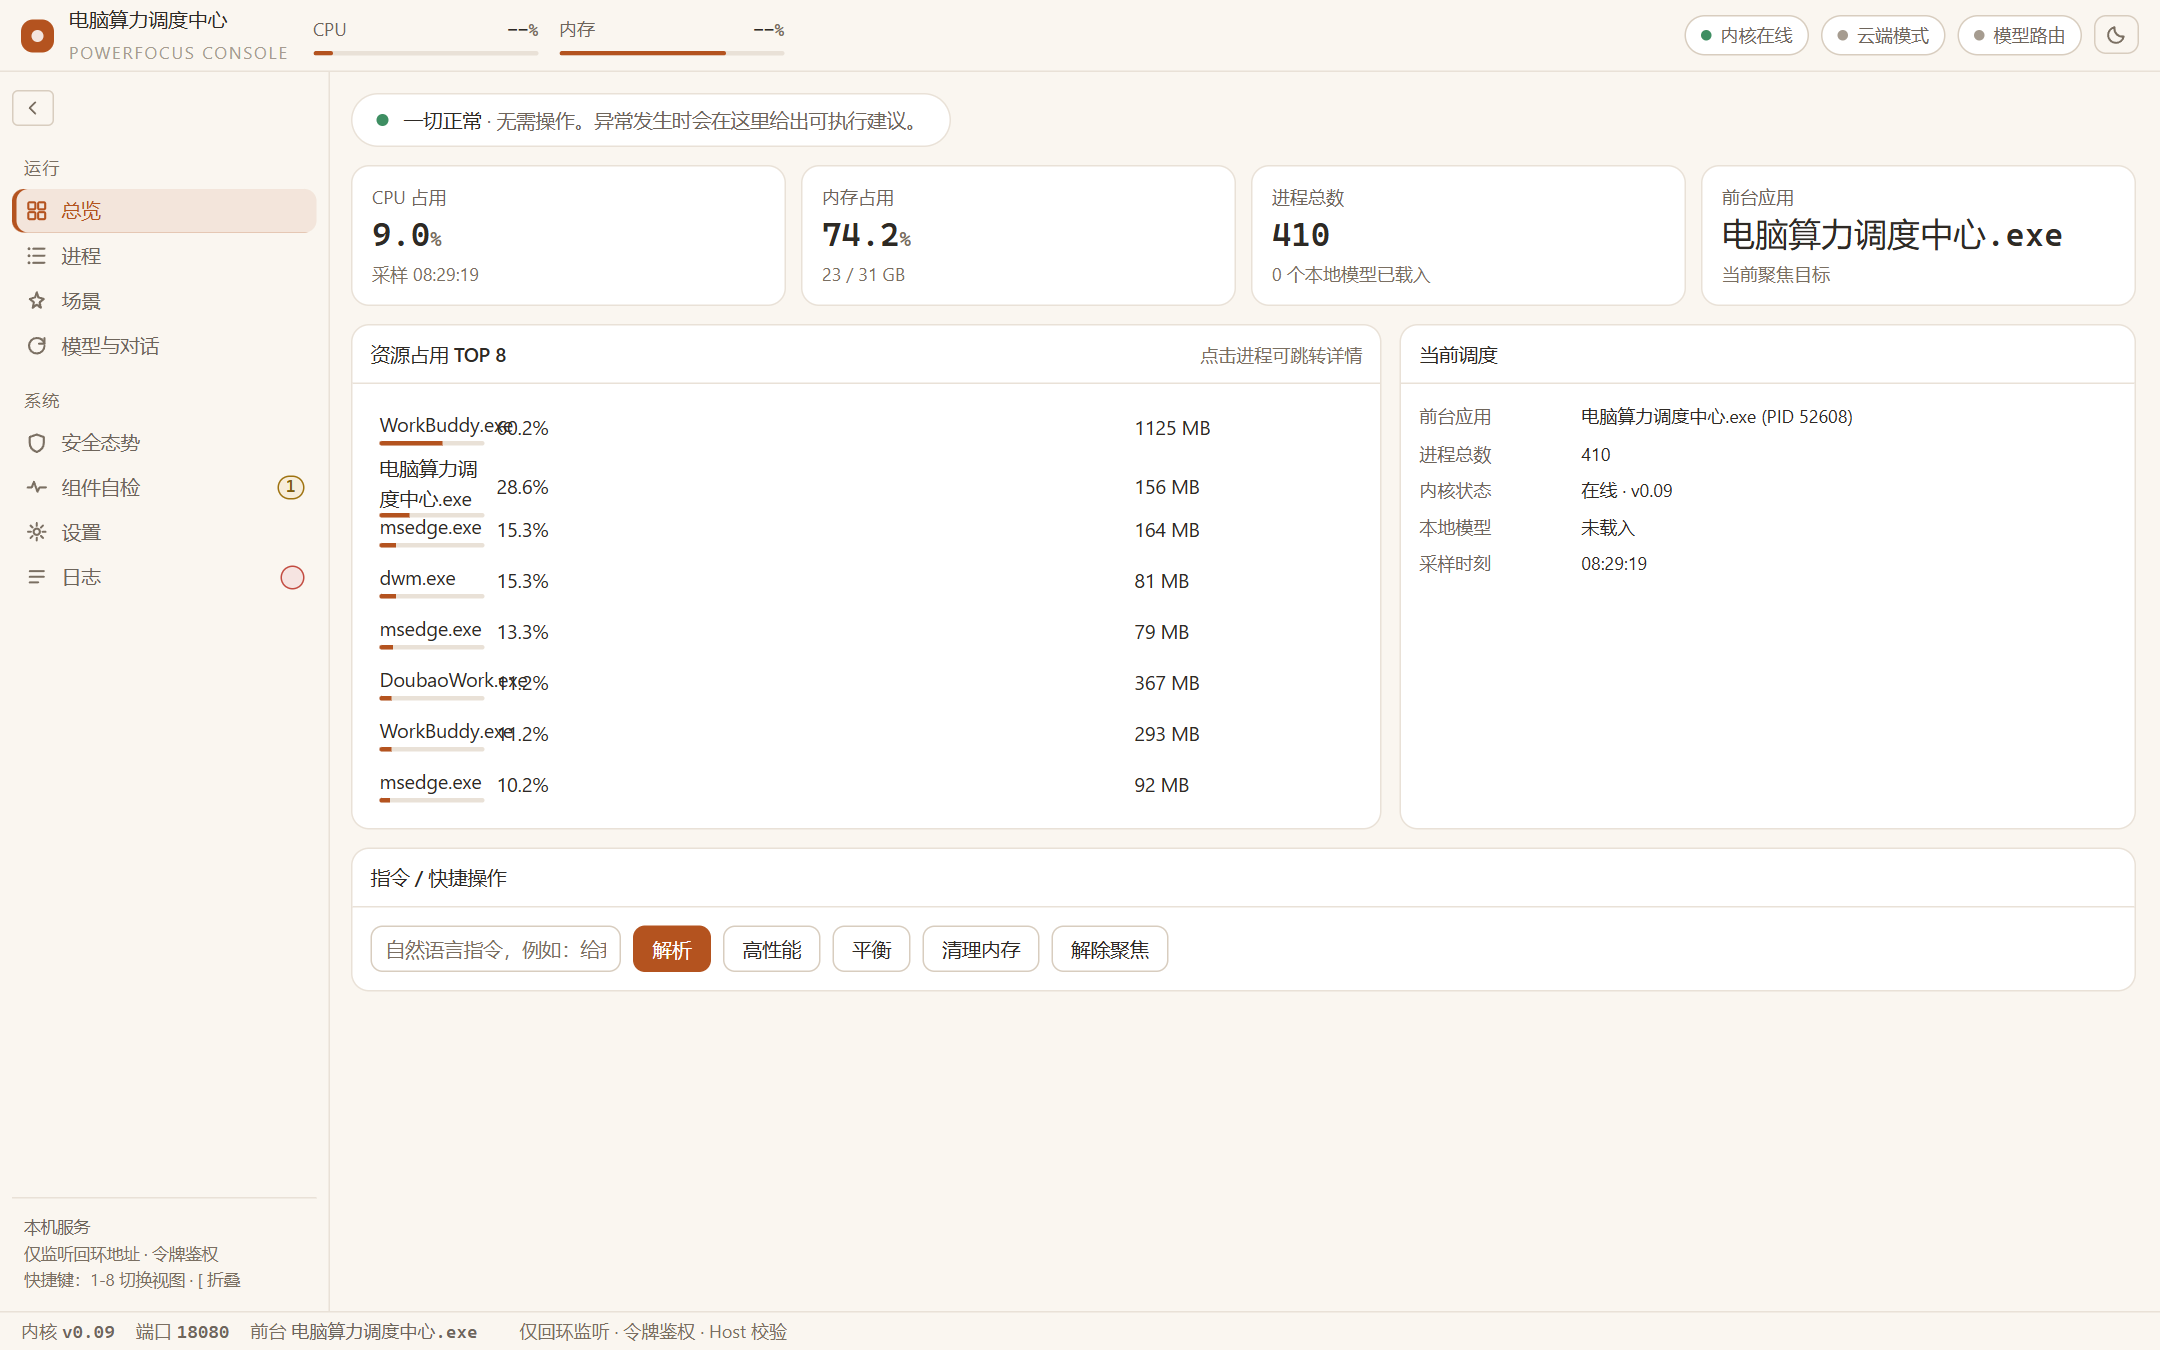 电脑算力调度中心
POWERFOCUS CONSOLE
CPU --%
内存 --%
内核在线
云端模式
模型路由
运行
总览
进程
场景
模型与对话
系统
安全态势
组件自检 1
设置
日志
本机服务
仅监听回环地址 · 令牌鉴权
快捷键：1-8 切换视图 · [ 折叠
一切正常 · 无需操作。异常发生时会在这里给出可执行建议。
CPU 占用
9.0%
采样 08:29:19
内存占用
74.2%
23 / 31 GB
进程总数
410
0 个本地模型已载入
前台应用
电脑算力调度中心.exe
当前聚焦目标
资源占用 TOP 8 点击进程可跳转详情
WorkBuddy.exe 60.2% 1125 MB
电脑算力调
度中心.exe 28.6% 156 MB
msedge.exe 15.3% 164 MB
dwm.exe 15.3% 81 MB
msedge.exe 13.3% 79 MB
DoubaoWork.exe 11.2% 367 MB
WorkBuddy.exe 11.2% 293 MB
msedge.exe 10.2% 92 MB
当前调度
前台应用 电脑算力调度中心.exe (PID 52608)
进程总数 410
内核状态 在线 · v0.09
本地模型 未载入
采样时刻 08:29:19
指令 / 快捷操作
自然语言指令，例如：给 解析 高性能 平衡 清理内存 解除聚焦
内核 v0.09 端口 18080 前台 电脑算力调度中心.exe 仅回环监听 · 令牌鉴权 · Host 校验